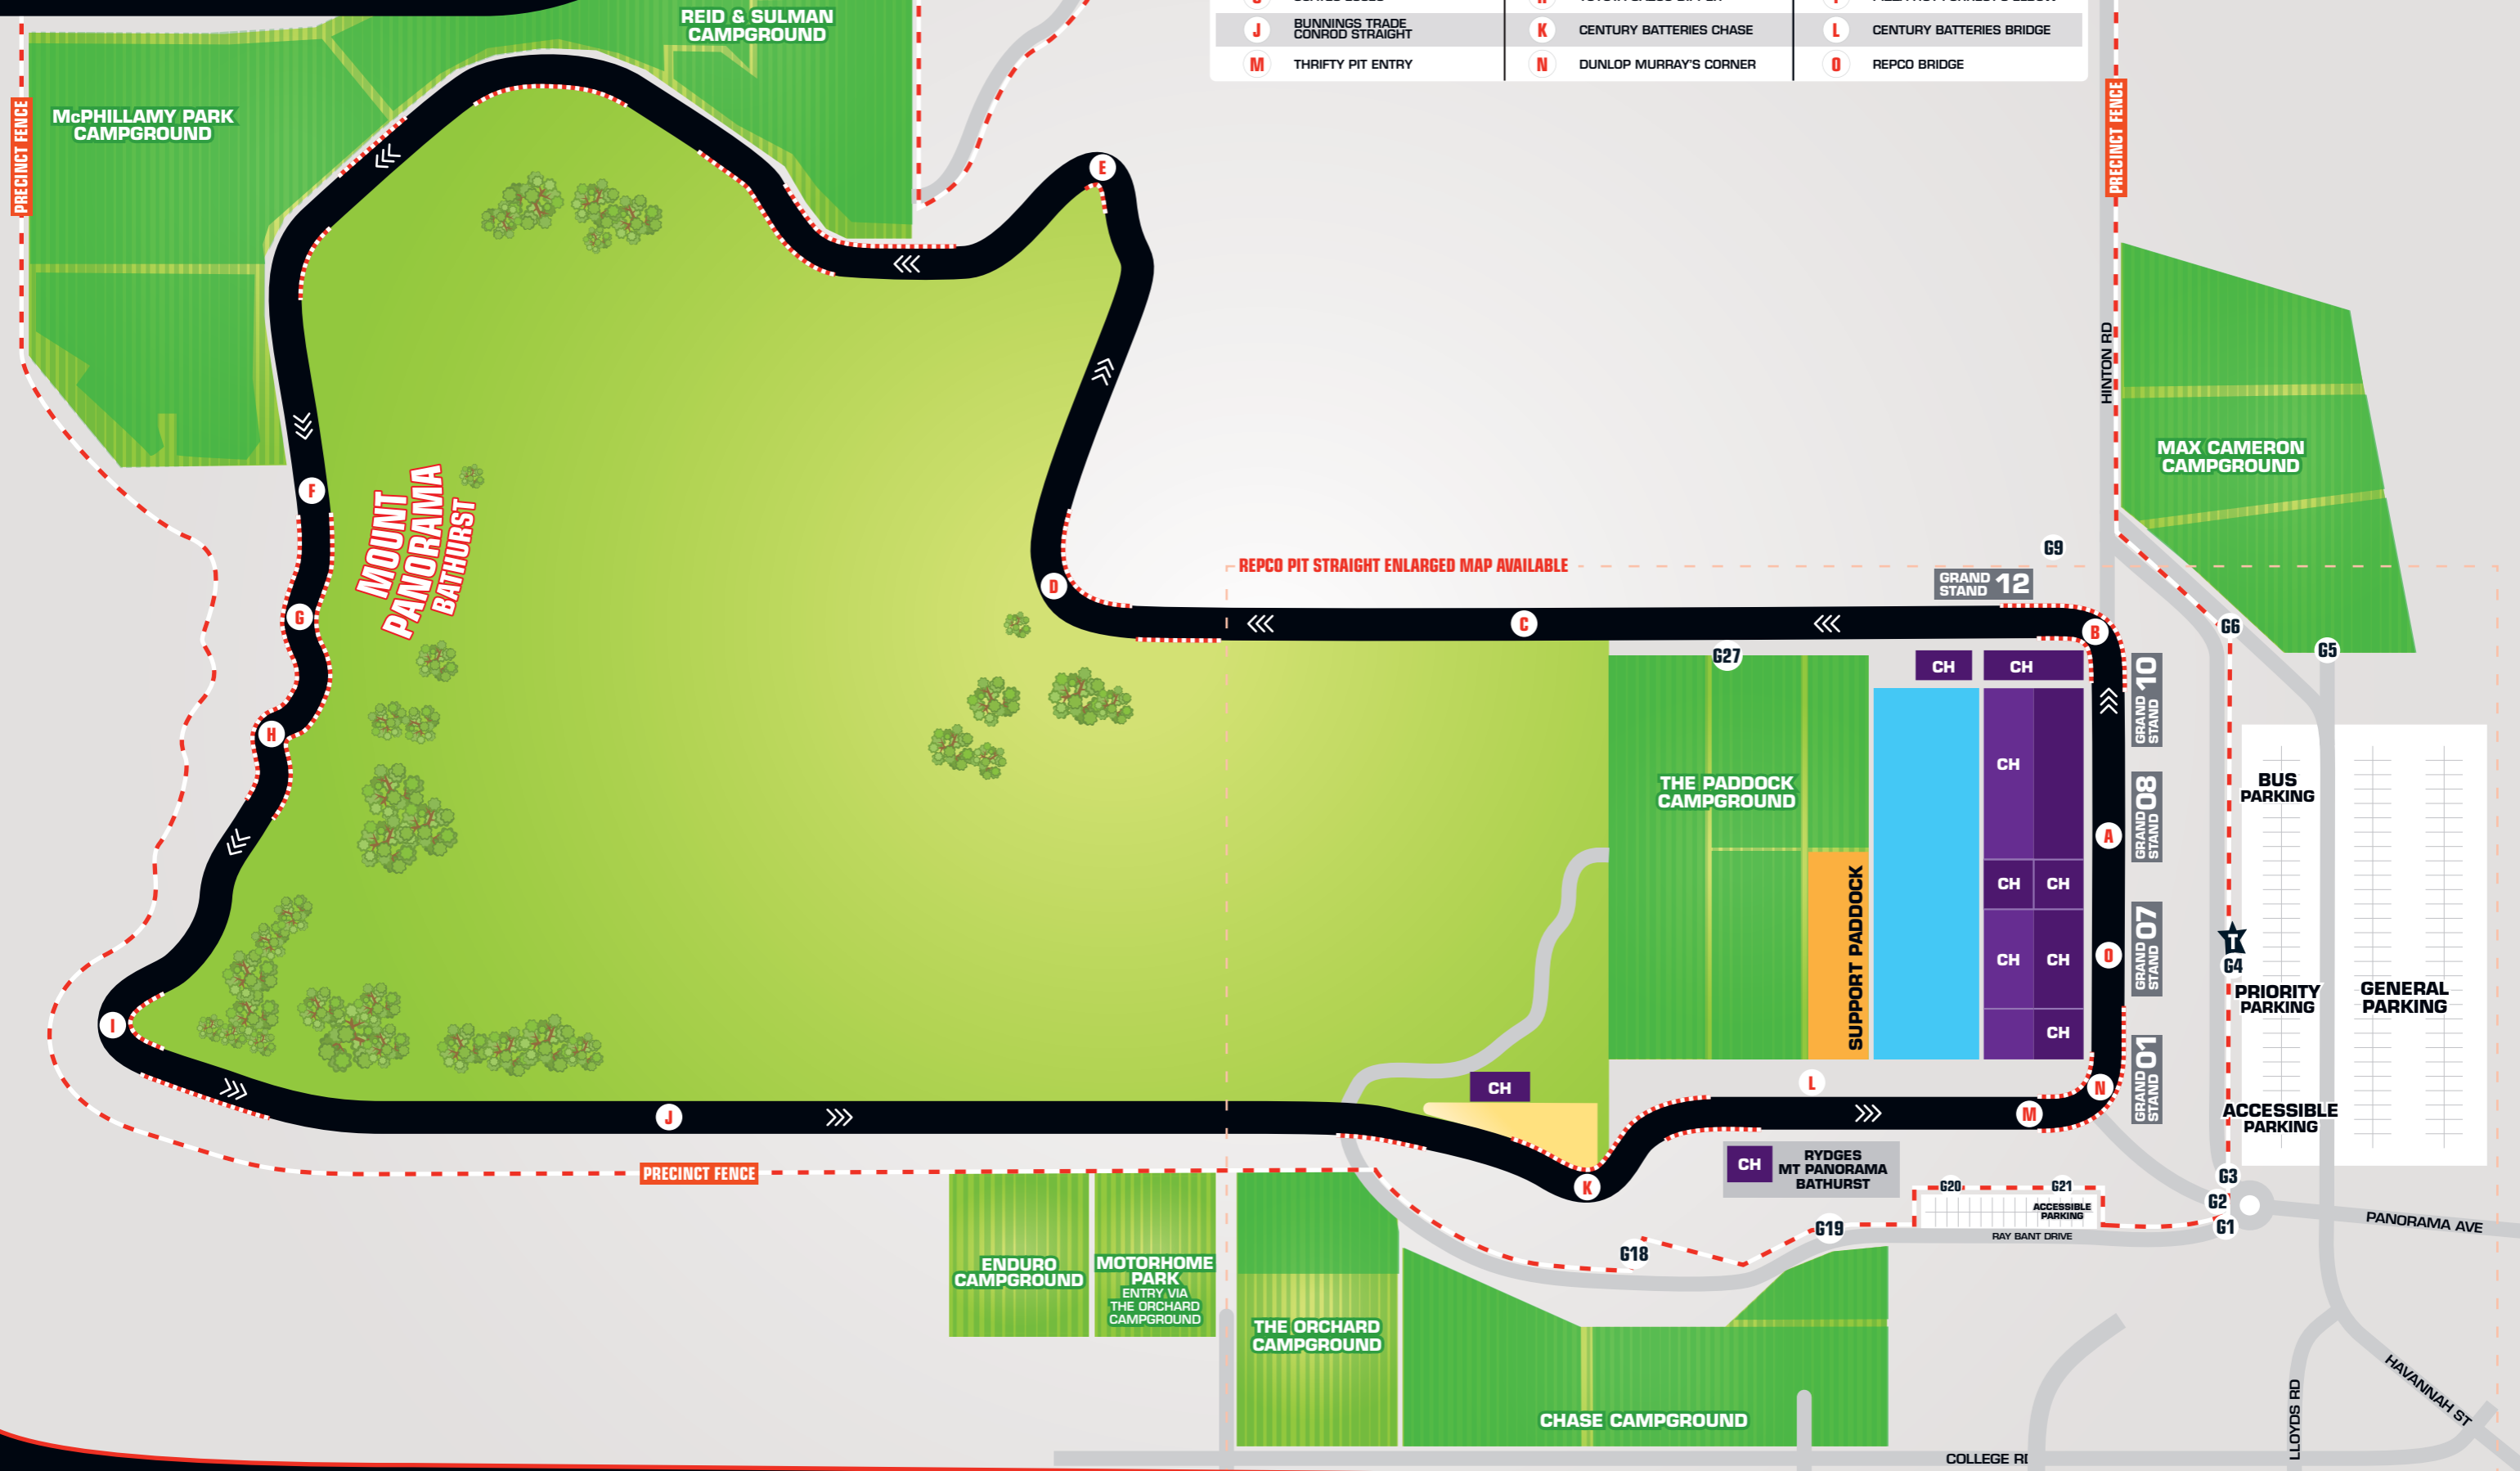 REID & SULMAN
CAMPGROUND
J
BUNNINGS TRADE
CONROD STRAIGHT
K
CENTURY BATTERIES CHASE
L
CENTURY BATTERIES BRIDGE
M
THRIFTY PIT ENTRY
N
DUNLOP MURRAY'S CORNER
O
REPCO BRIDGE
PRECINCT FENCE
McPHILLAMY PARK
CAMPGROUND
PRECINCT FENCE
E
HINTON RD
MAX CAMERON
CAMPGROUND
F
MOUNT
PANORAMA
BATHURST
G9
REPCO PIT STRAIGHT ENLARGED MAP AVAILABLE
GRAND
STAND 12
D
G
C
B
G6
G27
G5
CH
CH
GRAND
STAND 10
H
CH
THE PADDOCK
CAMPGROUND
BUS
PARKING
GRAND
STAND 08
A
CH
CH
SUPPORT PADDOCK
CH
CH
O
GRAND
STAND 07
T
G4
PRIORITY
PARKING
GENERAL
PARKING
I
CH
CH
L
N
GRAND
STAND 01
J
M
ACCESSIBLE
PARKING
PRECINCT FENCE
K
CH
RYDGES
MT PANORAMA
BATHURST
G3
G20
G21
G2
ACCESSIBLE
PARKING
G1
G19
RAY BANT DRIVE
PANORAMA AVE
G18
ENDURO
CAMPGROUND
MOTORHOME
PARK
ENTRY VIA
THE ORCHARD
CAMPGROUND
THE ORCHARD
CAMPGROUND
CHASE CAMPGROUND
LLOYDS RD
HAVANNAH ST
COLLEGE RD